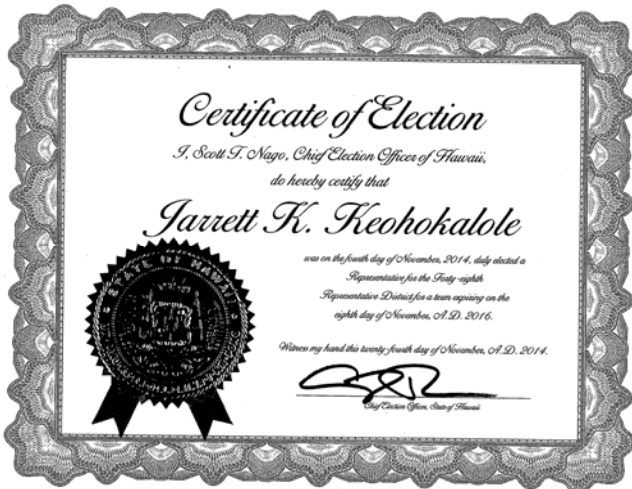 Certificate of Election
I, Scott T. Nago, Chief Election Officer of Hawaii,
do hereby certify that
Jarrett K. Keohokalole
was on the fourth day of November, 2014, duly elected a
Representative for the Forty-eighth
Representative District for a term expiring on the
eighth day of November, A.D. 2016.
Witness my hand this twenty-fourth day of November, A.D. 2014.
Chief Election Officer, State of Hawaii
STATE OF HAWAII